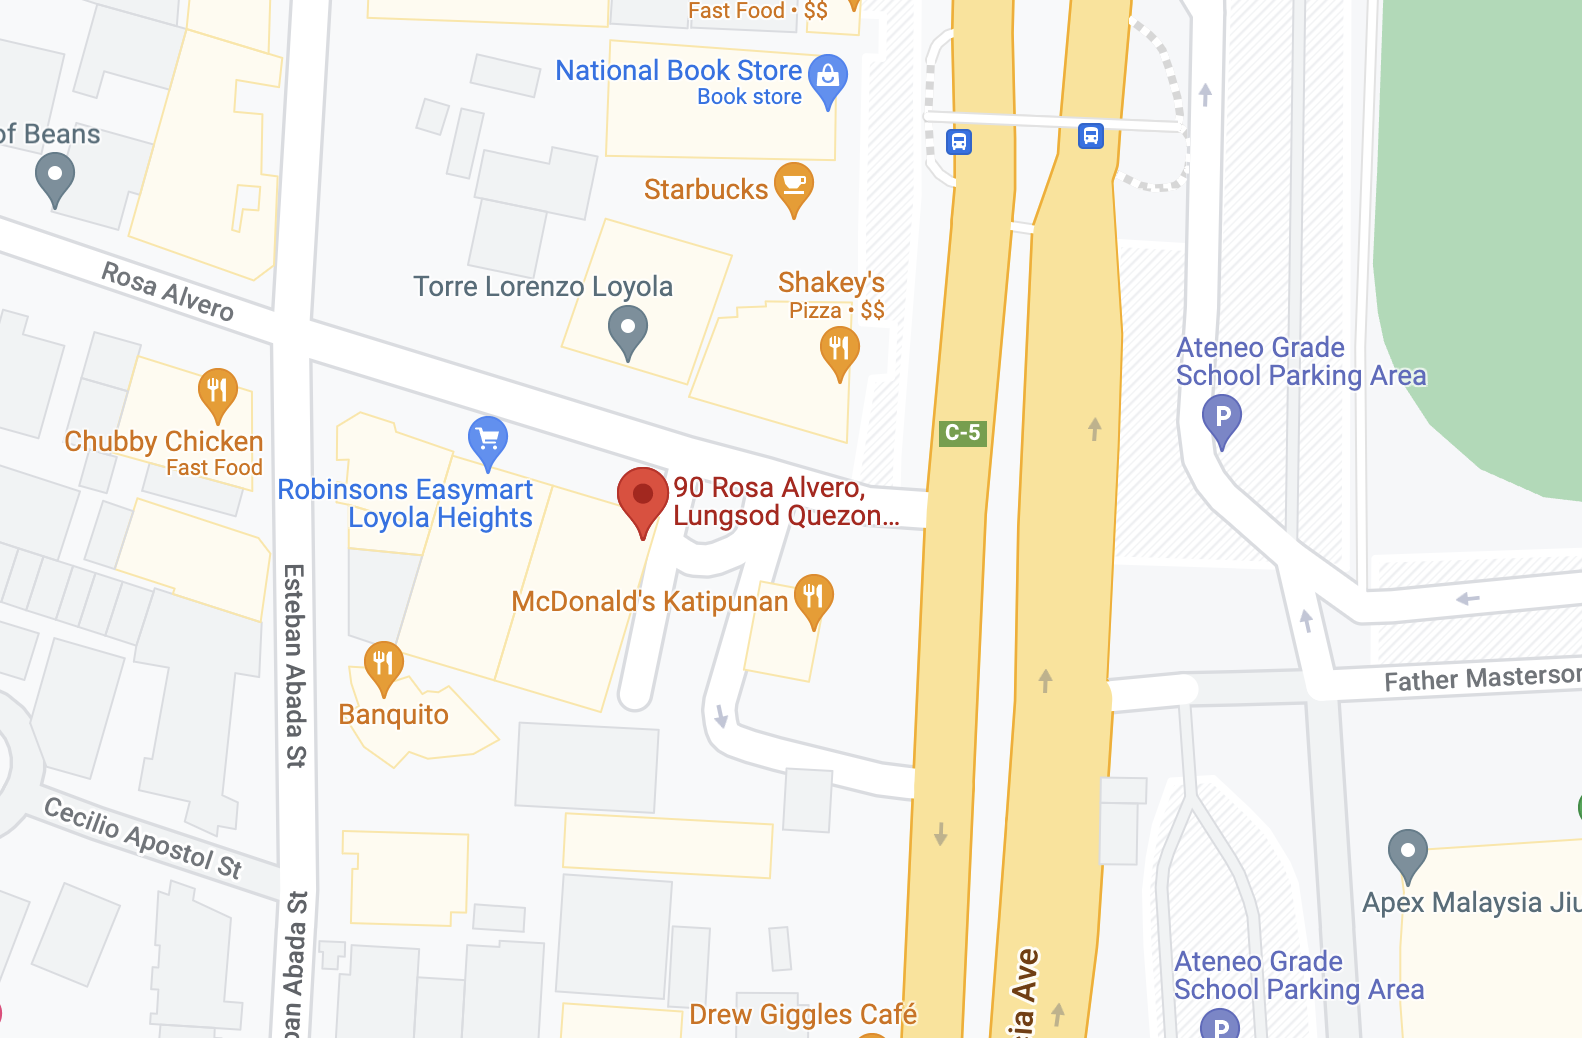 Fast Food • $$
National Book Store
Book store
of Beans
Starbucks
Rosa Alvero
Torre Lorenzo Loyola
Shakey's
Pizza • $$
Ateneo Grade
School Parking Area
P
C-5
Chubby Chicken
Fast Food
Robinsons Easymart
Loyola Heights
90 Rosa Alvero,
Lungsod Quezon...
McDonald's Katipunan
Esteban Abada St
Banquito
Father Masterson
Cecilio Apostol St
Apex Malaysia Jiu
ban Abada St
cia Ave
Ateneo Grade
School Parking Area
P
Drew Giggles Café